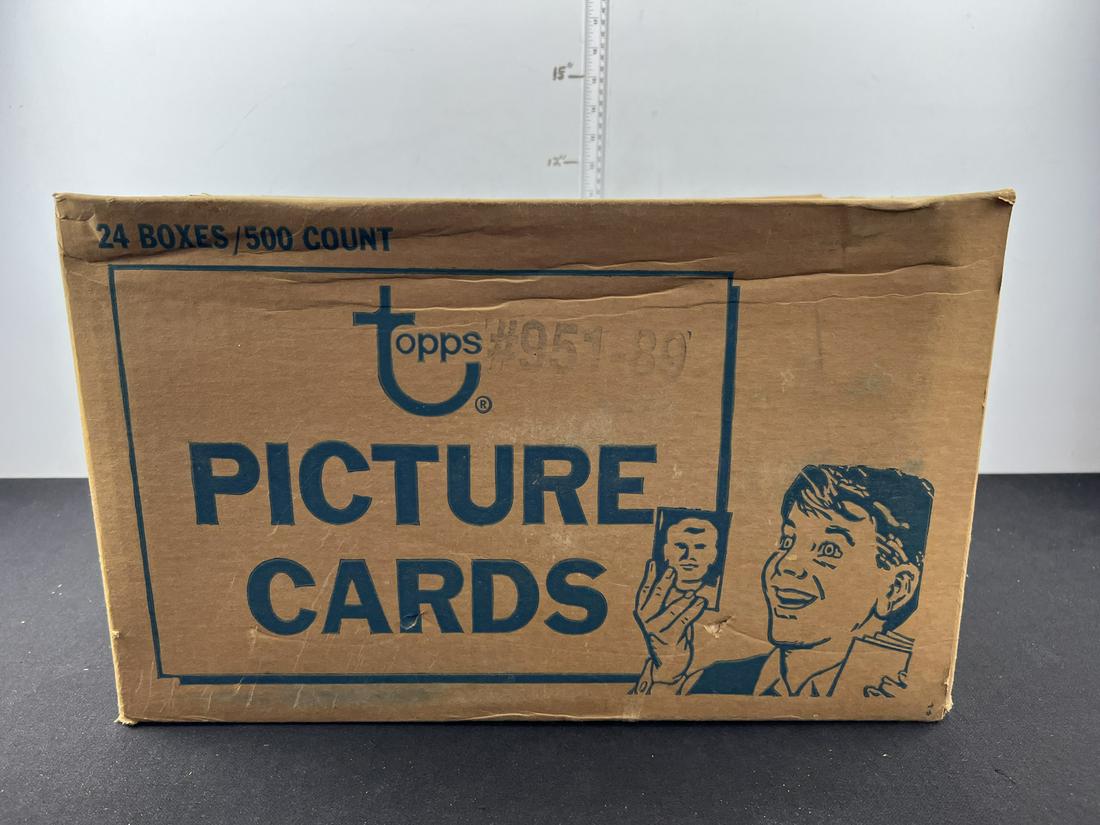 15"
12"
24 BOXES/500 COUNT
topps #951-89
®
PICTURE
CARDS